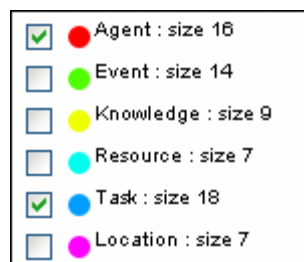 Agent : size 16
Event : size 14
Knowledge : size 9
Resource : size 7
Task : size 18
Location : size 7